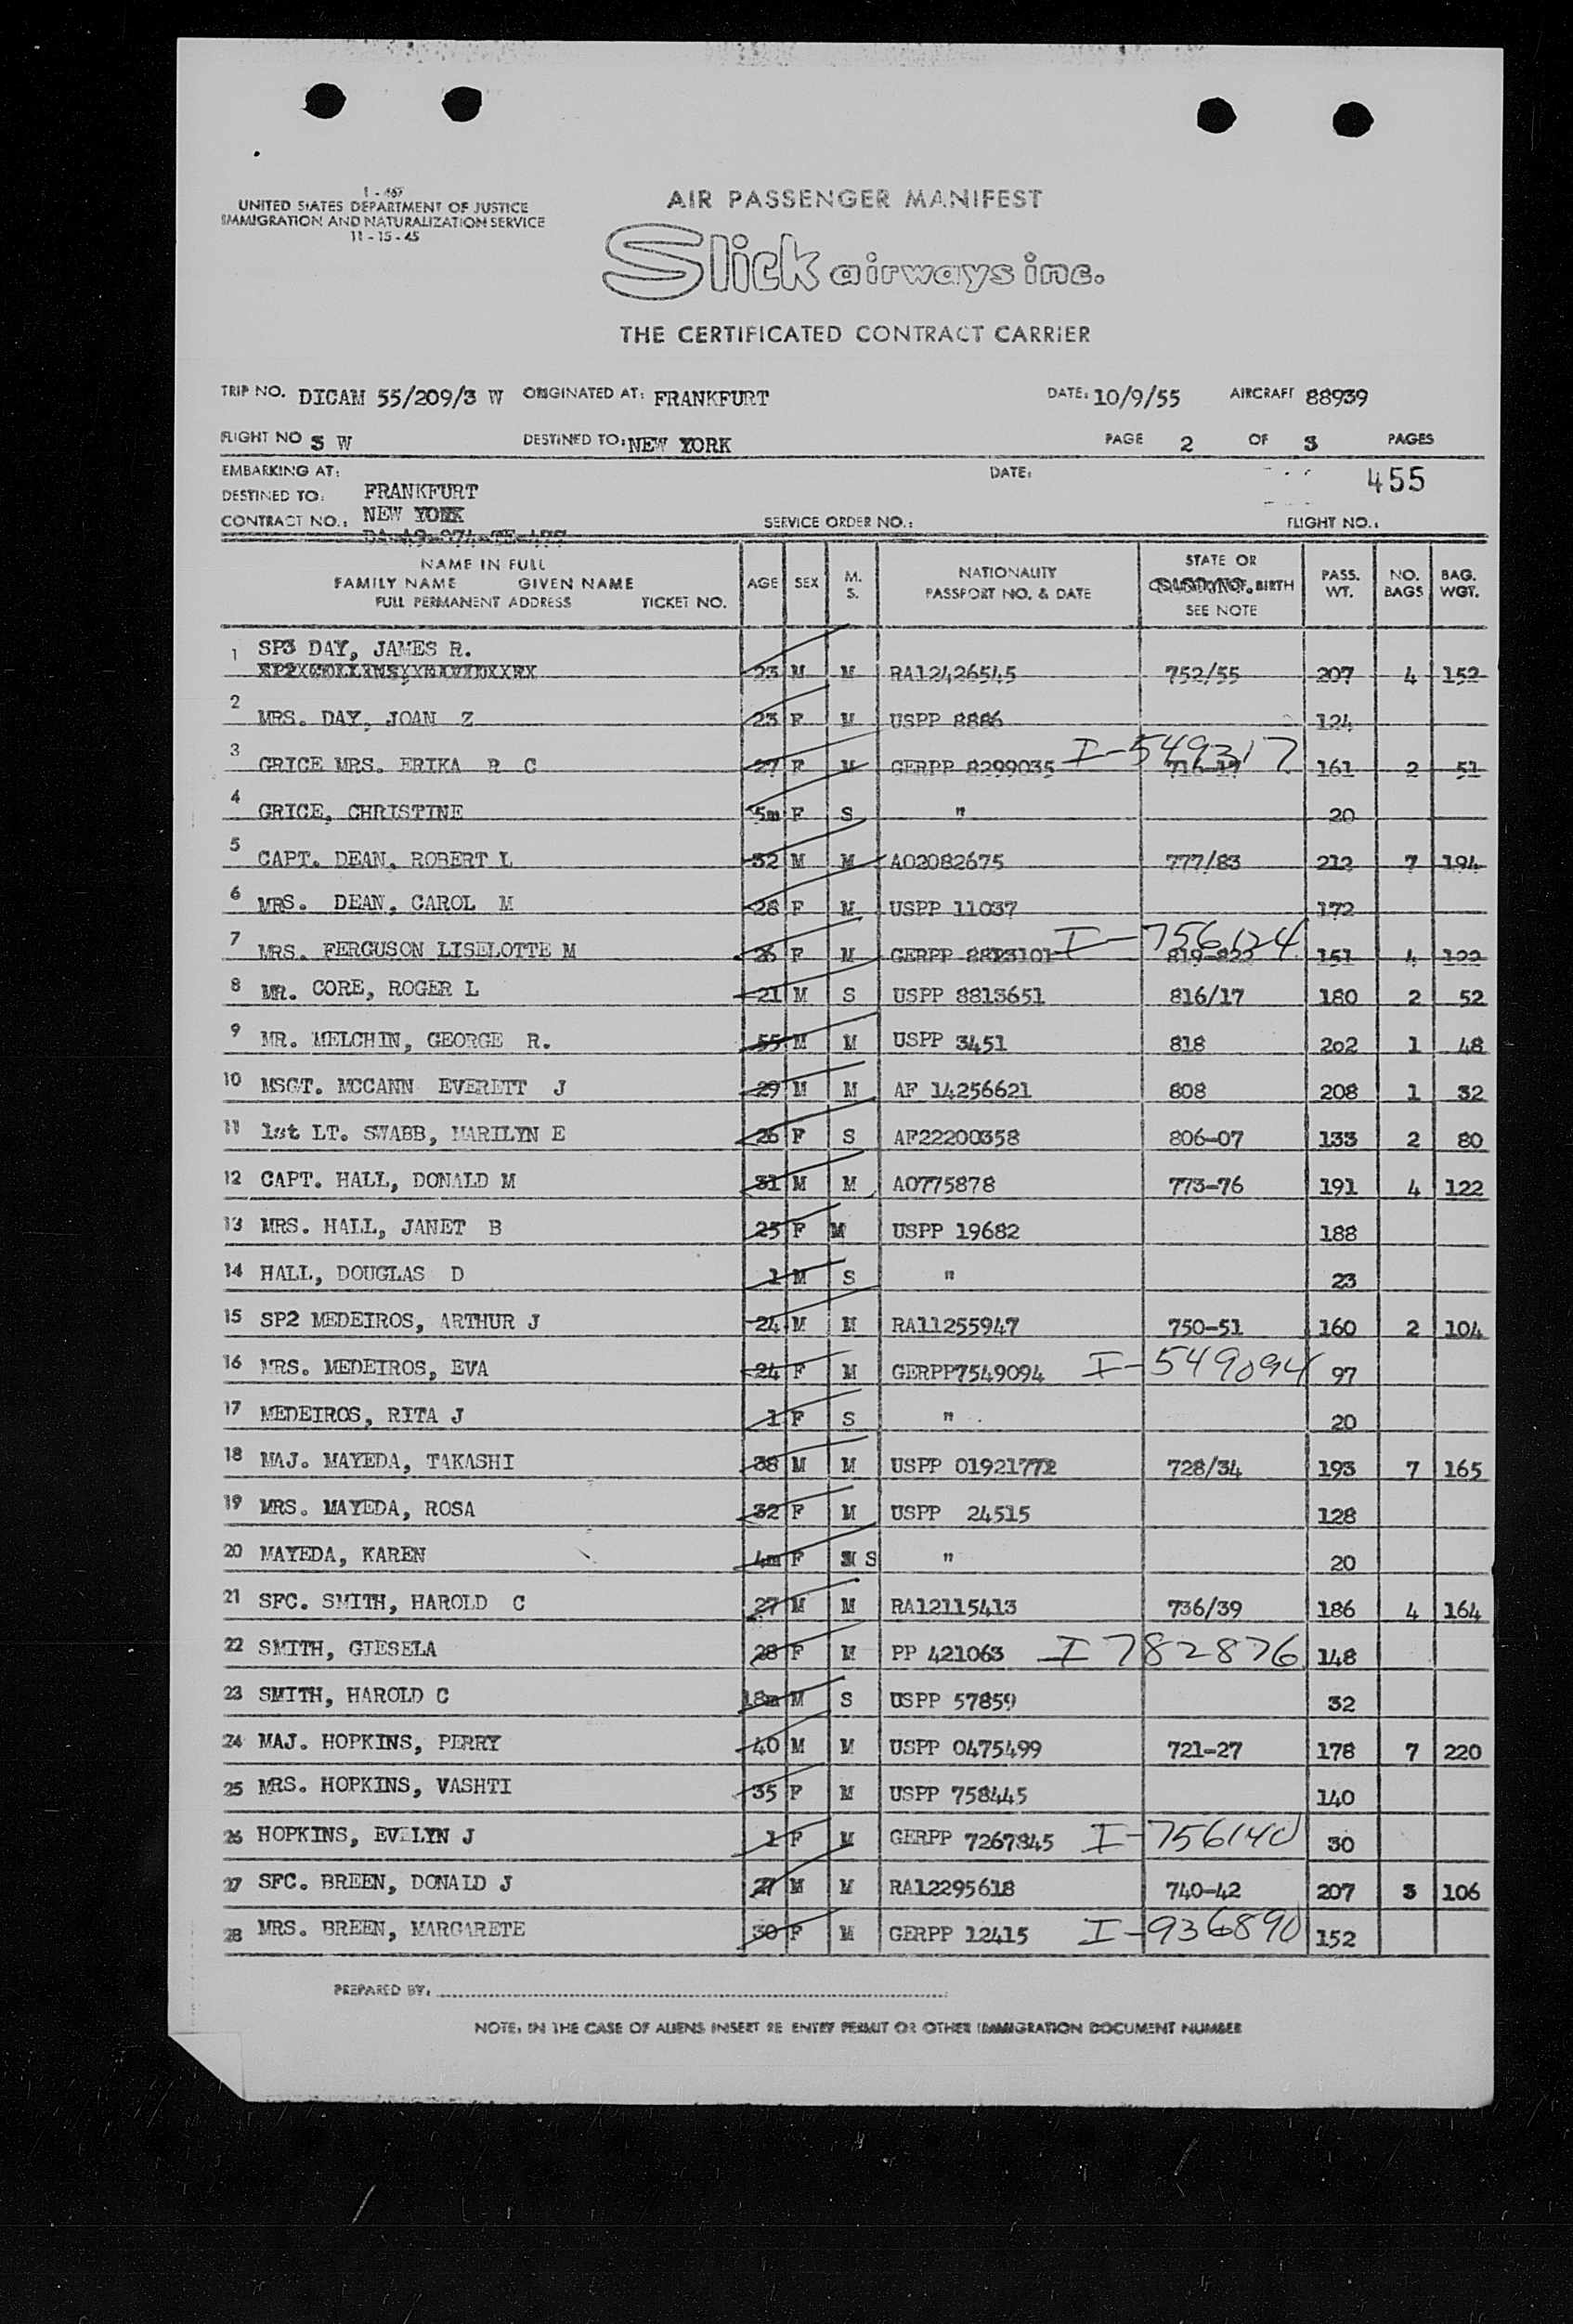 I - 467
UNITED STATES DEPARTMENT OF JUSTICE
IMMIGRATION AND NATURALIZATION SERVICE
11 - 15 - 45
AIR PASSENGER MANIFEST
Slick airways inc.
THE CERTIFICATED CONTRACT CARRIER
TRIP NO. DICAM 55/209/3 W ORIGINATED AT: FRANKFURT DATE: 10/9/55 AIRCRAFT 88939
FLIGHT NO 3 W DESTINED TO: NEW YORK PAGE 2 OF 3 PAGES
EMBARKING AT: DATE: 455
DESTINED TO: FRANKFURT
CONTRACT NO.: NEW YORK SERVICE ORDER NO.: FLIGHT NO.:
NAME IN FULL
FAMILY NAME GIVEN NAME
FULL PERMANENT ADDRESS TICKET NO.
AGE SEX M. S. NATIONALITY PASSPORT NO. & DATE STATE OR BIRTH SEE NOTE PASS. WT. NO. BAGS BAG. WGT.
1 SP3 DAY, JAMES R.
23 M M RA12426545 752/55 207 4 152
2 MRS. DAY, JOAN Z 23 F M USPP 8886 124
3 GRICE MRS. ERIKA R C 27 F M GERPP 8299035 I-549317 716-17 161 2 51
4 GRICE, CHRISTINE 5m F S " 20
5 CAPT. DEAN, ROBERT L 32 M M AO2082675 777/83 212 7 194
6 MRS. DEAN, CAROL M 28 F M USPP 11037 172
7 MRS. FERGUSON LISELOTTE M 26 F M GERPP I-756124 819-822 151 4 122
8 MR. CORE, ROGER L 21 M S USPP 8813651 816/17 180 2 52
9 MR. MELCHIN, GEORGE R. 55 M M USPP 3451 818 202 1 48
10 MSGT. MCCANN EVERETT J 29 M M AF 14256621 808 208 1 32
11 1st LT. SWABB, MARILYN E 26 F S AF22200358 806-07 133 2 80
12 CAPT. HALL, DONALD M 31 M M AO775878 773-76 191 4 122
13 MRS. HALL, JANET B 25 F M USPP 19682 188
14 HALL, DOUGLAS D 1 M S " 23
15 SP2 MEDEIROS, ARTHUR J 24 M M RA11255947 750-51 160 2 104
16 MRS. MEDEIROS, EVA 24 F M GERPP7549094 I-549094 97
17 MEDEIROS, RITA J 1 F S " 20
18 MAJ. MAYEDA, TAKASHI 38 M M USPP 01921772 728/34 193 7 165
19 MRS. MAYEDA, ROSA 32 F M USPP 24515 128
20 MAYEDA, KAREN 4m F S " 20
21 SFC. SMITH, HAROLD C 27 M M RA12115413 736/39 186 4 164
22 SMITH, GIESELA 28 F M PP 421063 I 782876 148
23 SMITH, HAROLD C 18m M S USPP 57859 32
24 MAJ. HOPKINS, PERRY 40 M M USPP 0475499 721-27 178 7 220
25 MRS. HOPKINS, VASHTI 35 F M USPP 758445 140
26 HOPKINS, EVELYN J 1 F M GERPP 7267845 I-756140 30
27 SFC. BREEN, DONALD J 27 M M RA12295618 740-42 207 3 106
28 MRS. BREEN, MARGARETE 30 F M GERPP 12415 I-936890 152
PREPARED BY:
NOTE: IN THE CASE OF ALIENS INSERT RE ENTRY PERMIT OR OTHER IMMIGRATION DOCUMENT NUMBER